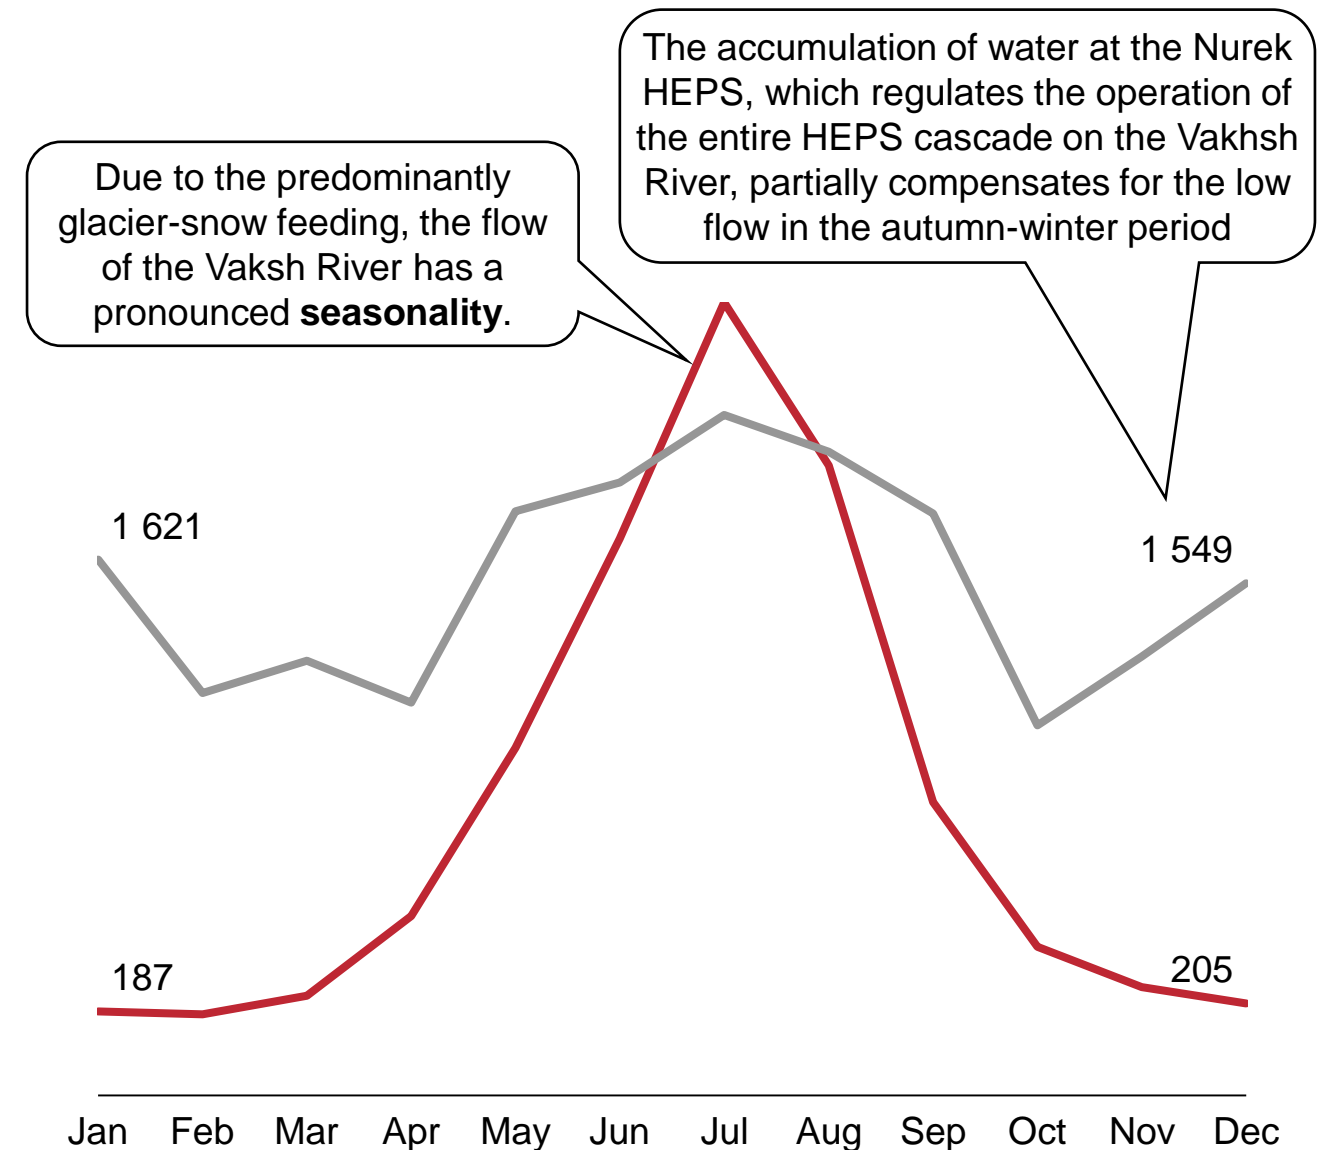 The accumulation of water at the Nurek
HEPS, which regulates the operation of
the entire HEPS cascade on the Vakhsh
River, partially compensates for the low
flow in the autumn-winter period
Due to the predominantly
glacier-snow feeding, the flow
of the Vaksh River has a
pronounced seasonality.
1 621
1 549
187
205
Jan Feb Mar Apr May Jun Jul Aug Sep Oct Nov Dec